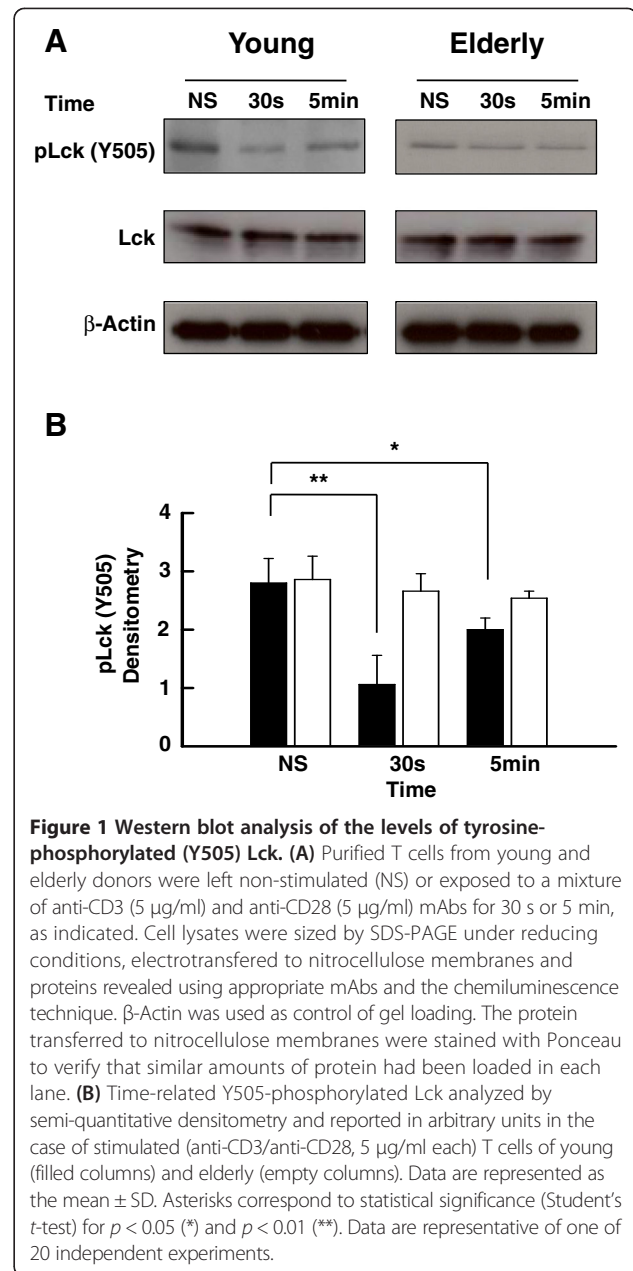 A
Young Elderly
Time NS 30s 5min NS 30s 5min
pLck (Y505)
Lck
β-Actin
B
*
**
4
3
2
1
0
pLck (Y505)
Densitometry
NS 30s 5min
Time
Figure 1 Western blot analysis of the levels of tyrosine-
phosphorylated (Y505) Lck. (A) Purified T cells from young and
elderly donors were left non-stimulated (NS) or exposed to a mixture
of anti-CD3 (5 μg/ml) and anti-CD28 (5 μg/ml) mAbs for 30 s or 5 min,
as indicated. Cell lysates were sized by SDS-PAGE under reducing
conditions, electrotransfered to nitrocellulose membranes and
proteins revealed using appropriate mAbs and the chemiluminescence
technique. β-Actin was used as control of gel loading. The protein
transferred to nitrocellulose membranes were stained with Ponceau
to verify that similar amounts of protein had been loaded in each
lane. (B) Time-related Y505-phosphorylated Lck analyzed by
semi-quantitative densitometry and reported in arbitrary units in the
case of stimulated (anti-CD3/anti-CD28, 5 μg/ml each) T cells of young
(filled columns) and elderly (empty columns). Data are represented as
the mean ± SD. Asterisks correspond to statistical significance (Student's
t-test) for p < 0.05 (*) and p < 0.01 (**). Data are representative of one of
20 independent experiments.